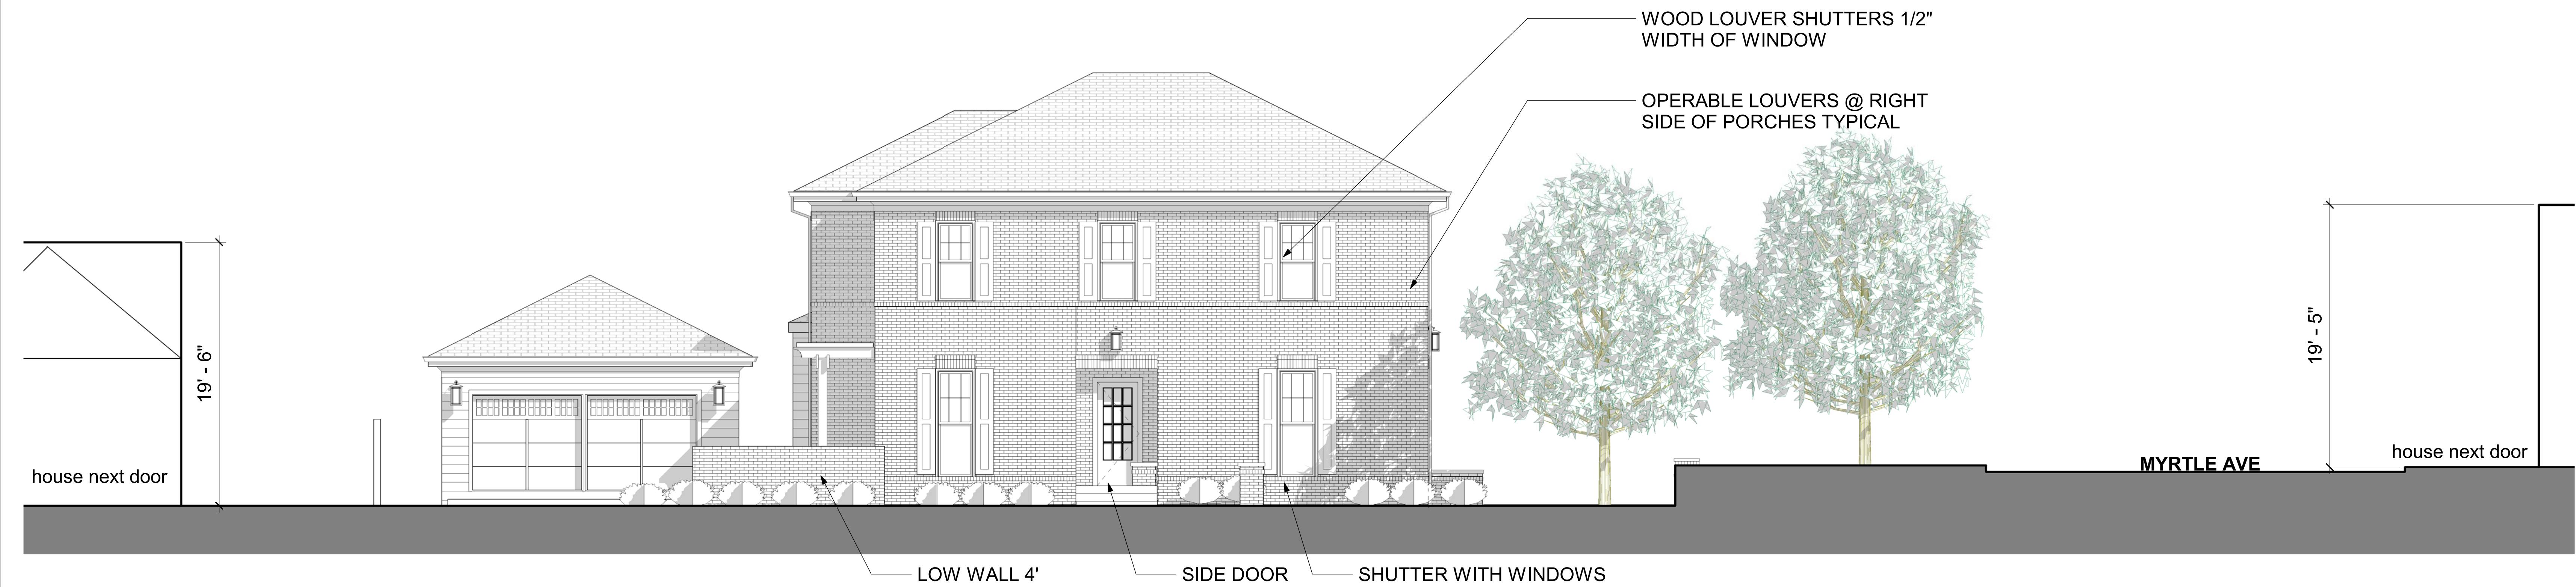 WOOD LOUVER SHUTTERS 1/2"
WIDTH OF WINDOW
OPERABLE LOUVERS @ RIGHT
SIDE OF PORCHES TYPICAL
19' - 6"
19' - 5"
house next door
house next door
MYRTLE AVE
LOW WALL 4'
SIDE DOOR
SHUTTER WITH WINDOWS